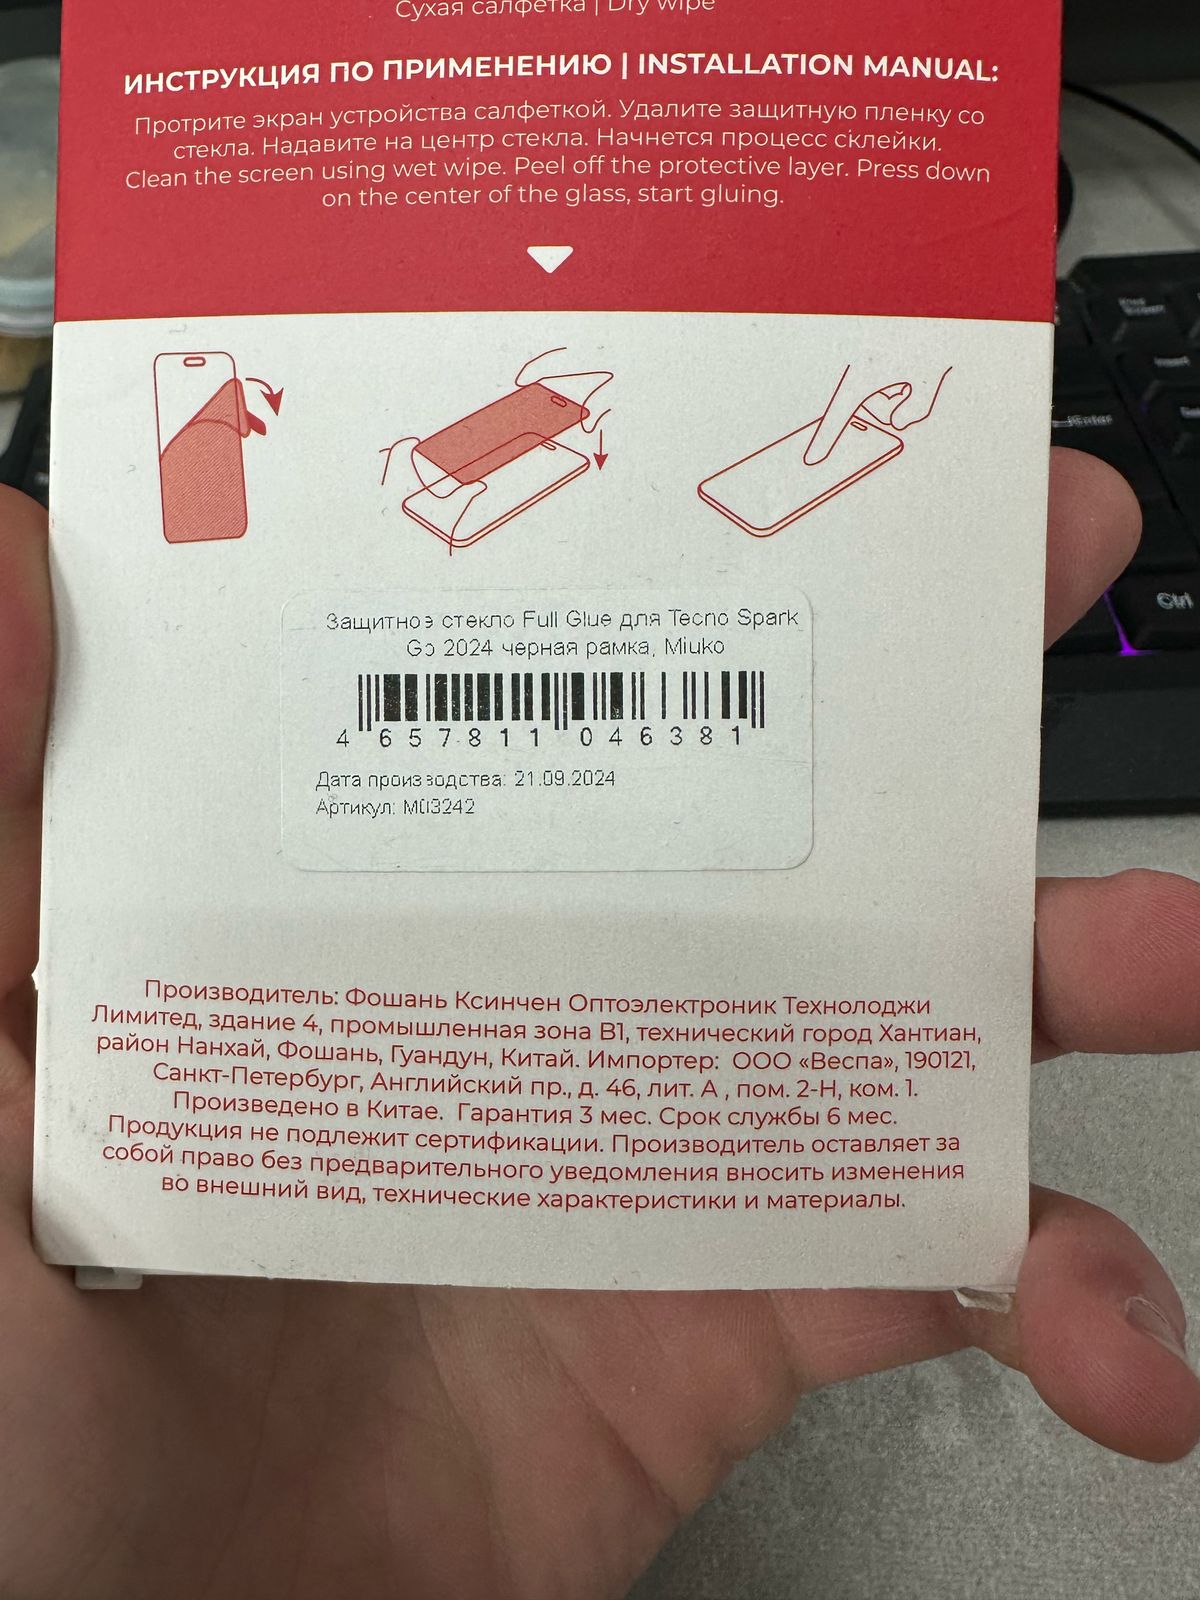 Сухая салфетка | Dry wipe
ИНСТРУКЦИЯ ПО ПРИМЕНЕНИЮ | INSTALLATION MANUAL:
Протрите экран устройства салфеткой. Удалите защитную пленку со
стекла. Надавите на центр стекла. Начнется процесс склейки.
Clean the screen using wet wipe. Peel off the protective layer. Press down
on the center of the glass, start gluing.
Защитное стекло Full Glue для Tecno Spark
Go 2024 черная рамка, Miuko
4 657811 046381
Дата производства: 21.09.2024
Артикул: M03242
Производитель: Фошань Ксинчен Оптоэлектроник Технолоджи
Лимитед, здание 4, промышленная зона B1, технический город Хантиан,
район Нанхай, Фошань, Гуандун, Китай. Импортер: ООО «Веспа», 190121,
Санкт-Петербург, Английский пр., д. 46, лит. А , пом. 2-Н, ком. 1.
Произведено в Китае. Гарантия 3 мес. Срок службы 6 мес.
Продукция не подлежит сертификации. Производитель оставляет за
собой право без предварительного уведомления вносить изменения
во внешний вид, технические характеристики и материалы.
Enter
Ctrl